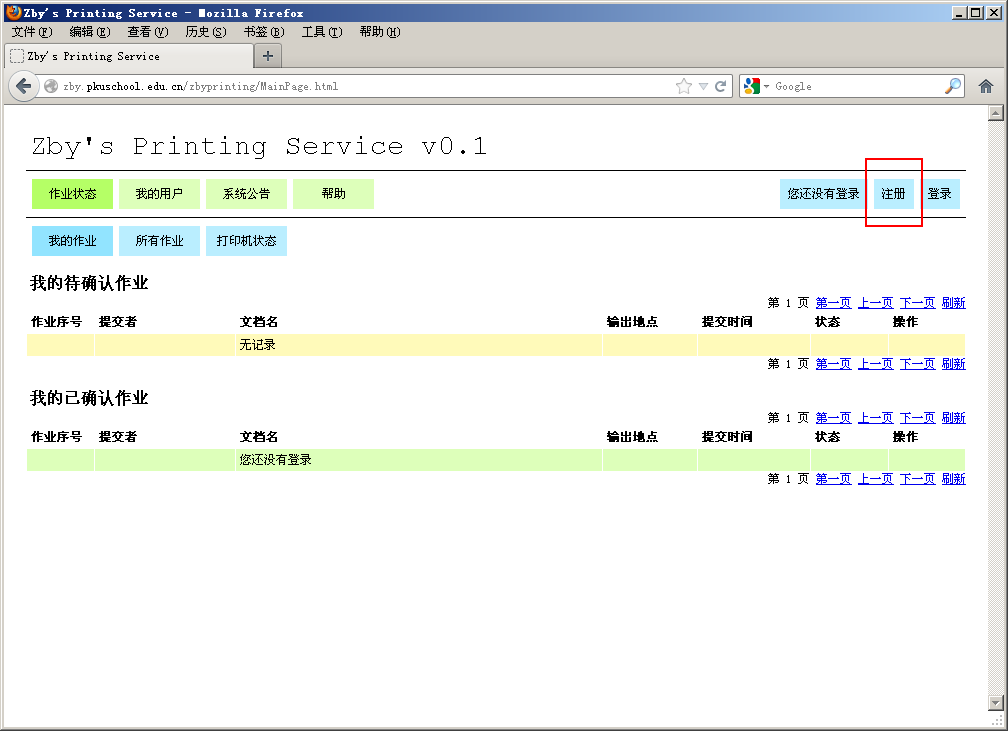 Zby's Printing Service - Mozilla Firefox
文件(F) 编辑(E) 查看(V) 历史(S) 书签(B) 工具(T) 帮助(H)
Zby's Printing Service
zby.pkuschool.edu.cn/zbyprinting/MainPage.html Google
Zby's Printing Service v0.1
作业状态 我的用户 系统公告 帮助 您还没有登录 注册 登录
我的作业 所有作业 打印机状态
我的待确认作业
第 1 页 第一页 上一页 下一页 刷新
作业序号 提交者 文档名 输出地点 提交时间 状态 操作
无记录
第 1 页 第一页 上一页 下一页 刷新
我的已确认作业
第 1 页 第一页 上一页 下一页 刷新
作业序号 提交者 文档名 输出地点 提交时间 状态 操作
您还没有登录
第 1 页 第一页 上一页 下一页 刷新